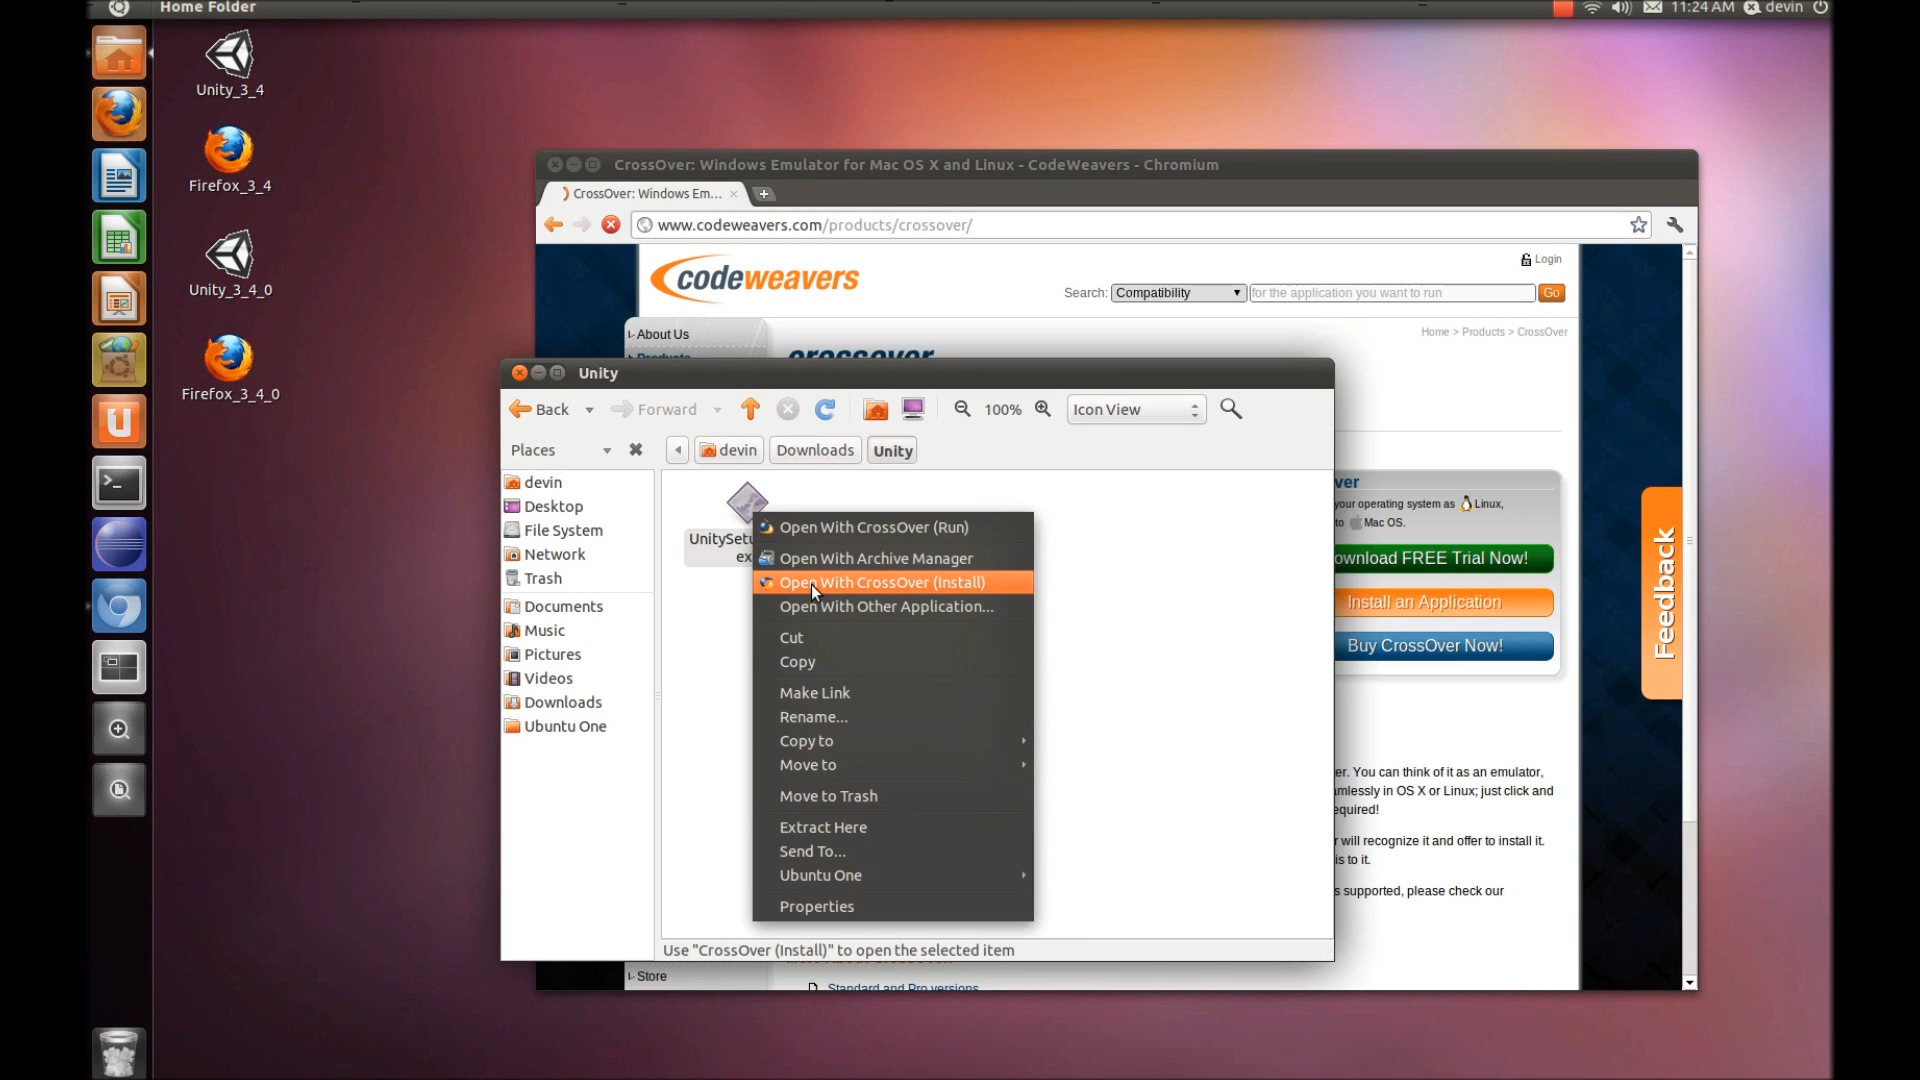 Home Folder
11:24 AM
devin
Unity_3_4
Firefox_3_4
Unity_3_4_0
Firefox_3_4_0
CrossOver: Windows Emulator for Mac OS X and Linux - CodeWeavers - Chromium
CrossOver: Windows Em...
www.codeweavers.com/products/crossover/
Login
codeweavers
Search:
Compatibility
for the application you want to run
Go
About Us
Home > Products > CrossOver
Products
crossover
Unity
Back
Forward
100%
Icon View
Places
devin
Downloads
Unity
devin
Desktop
File System
Network
Trash
Documents
Music
Pictures
Videos
Downloads
Ubuntu One
Open With CrossOver (Run)
Open With Archive Manager
Open With CrossOver (Install)
Open With Other Application...
Cut
Copy
Make Link
Rename...
Copy to
Move to
Move to Trash
Extract Here
Send To...
Ubuntu One
Properties
Use "CrossOver (Install)" to open the selected item
your operating system as Linux,
to Mac OS.
FREE Trial Now!
Install an Application
Buy CrossOver Now!
Feedback
You can think of it as an emulator,
in OS X or Linux; just click and
will recognize it and offer to install it.
to it.
supported, please check our
Store
Standard and Pro versions